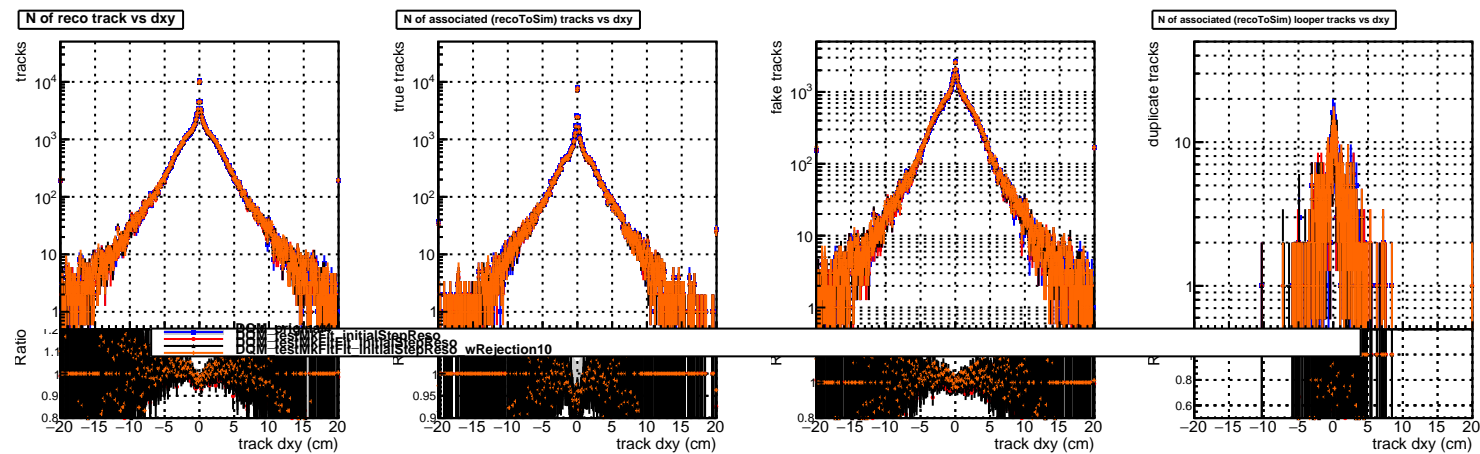 N of reco track vs dxy
N of associated (recoToSim) tracks vs dxy
N of associated (recoToSim) looper tracks vs dxy
tracks
10⁴
10³
10²
10
1
true tracks
10⁴
10³
10²
10
1
fake tracks
10³
10²
10
1
duplicate tracks
10
1
initialStepReso
DQM_testMkFitFit_initialStepReso_wRejection10
Ratio
1.1
1
0.9
0.8
1
0.95
0.9
1
0.8
0.8
0.6
−20 −15 −10 −5 0 5 10 15 20
track dxy (cm)
−20 −15 −10 −5 0 5 10 15 20
track dxy (cm)
−20 −15 −10 −5 0 5 10 15 20
track dxy (cm)
−20 −15 −10 −5 0 5 10 15 20
track dxy (cm)